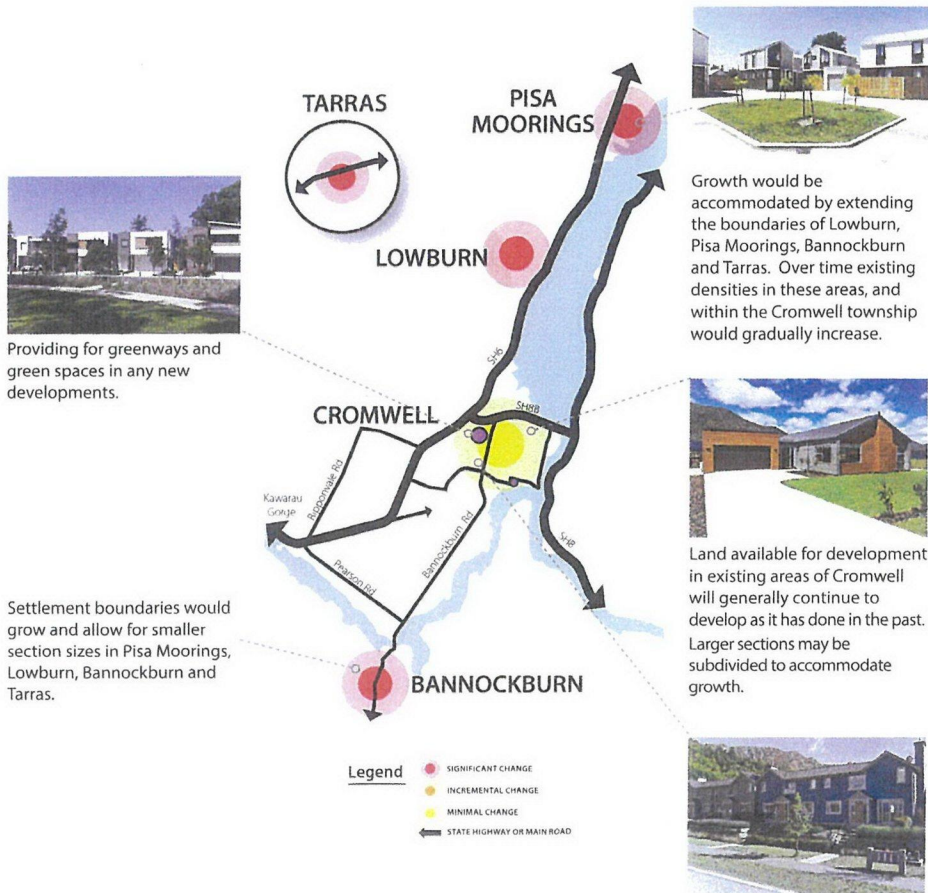 TARRAS
PISA
MOORINGS
LOWBURN
Growth would be
accommodated by extending
the boundaries of Lowburn,
Pisa Moorings, Bannockburn
and Tarras. Over time existing
densities in these areas, and
within the Cromwell township
would gradually increase.
Providing for greenways and
green spaces in any new
developments.
SH6
SH8B
CROMWELL
Ripponvale Rd
Kawarau
Gorge
Bannockburn Rd
Pearson Rd
SH8
Land available for development
in existing areas of Cromwell
will generally continue to
develop as it has done in the past.
Larger sections may be
subdivided to accommodate
growth.
Settlement boundaries would
grow and allow for smaller
section sizes in Pisa Moorings,
Lowburn, Bannockburn and
Tarras.
BANNOCKBURN
Legend
SIGNIFICANT CHANGE
INCREMENTAL CHANGE
MINIMAL CHANGE
STATE HIGHWAY OR MAIN ROAD